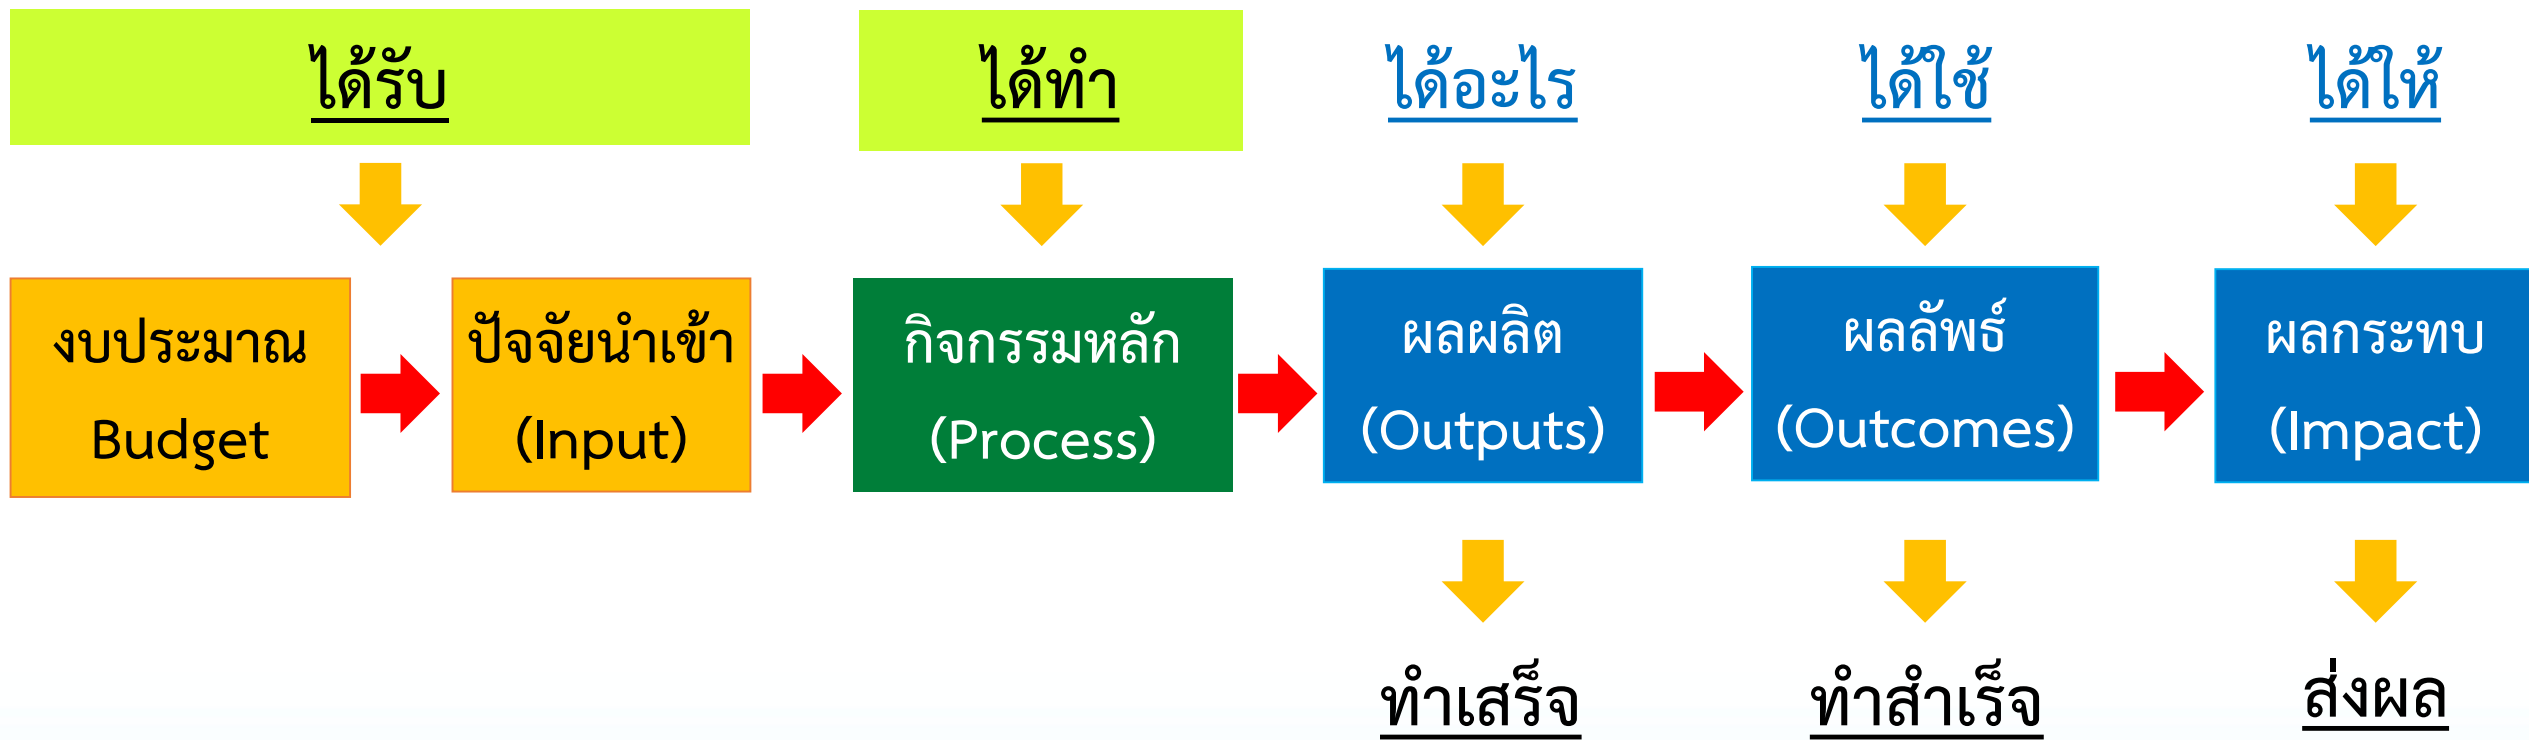 ได้รับ
ได้ทำ
ได้อะไร
ได้ใช้
ได้ให้
งบประมาณ
Budget
ปัจจัยนำเข้า
(Input)
กิจกรรมหลัก
(Process)
ผลผลิต
(Outputs)
ผลลัพธ์
(Outcomes)
ผลกระทบ
(Impact)
ทำเสร็จ
ทำสำเร็จ
ส่งผล